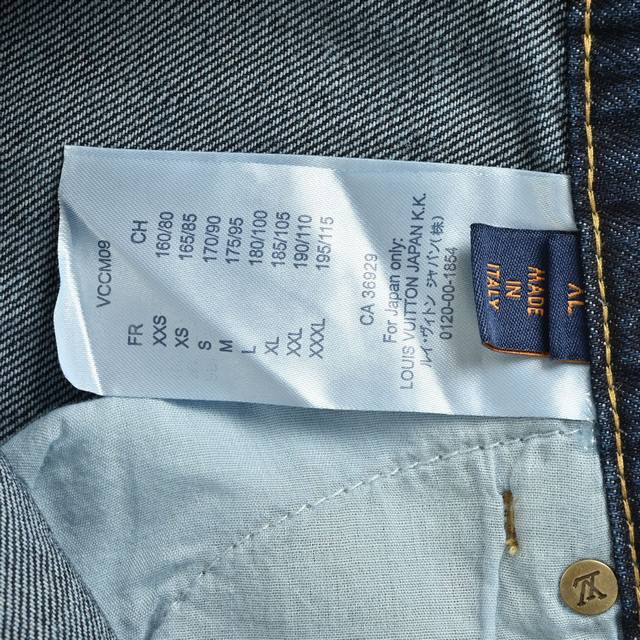 VCCM09
FR CH
XXS 160/80
XS 165/85
S 170/90
M 175/95
L 180/100
XL 185/105
XXL 190/110
XXXL 195/115
CA 36929
For Japan only:
LOUIS VUITTON JAPAN K.K.
ルイ・ヴィトン ジャパン(株)
0120-00-1854
MADE
IN
ITALY
XL